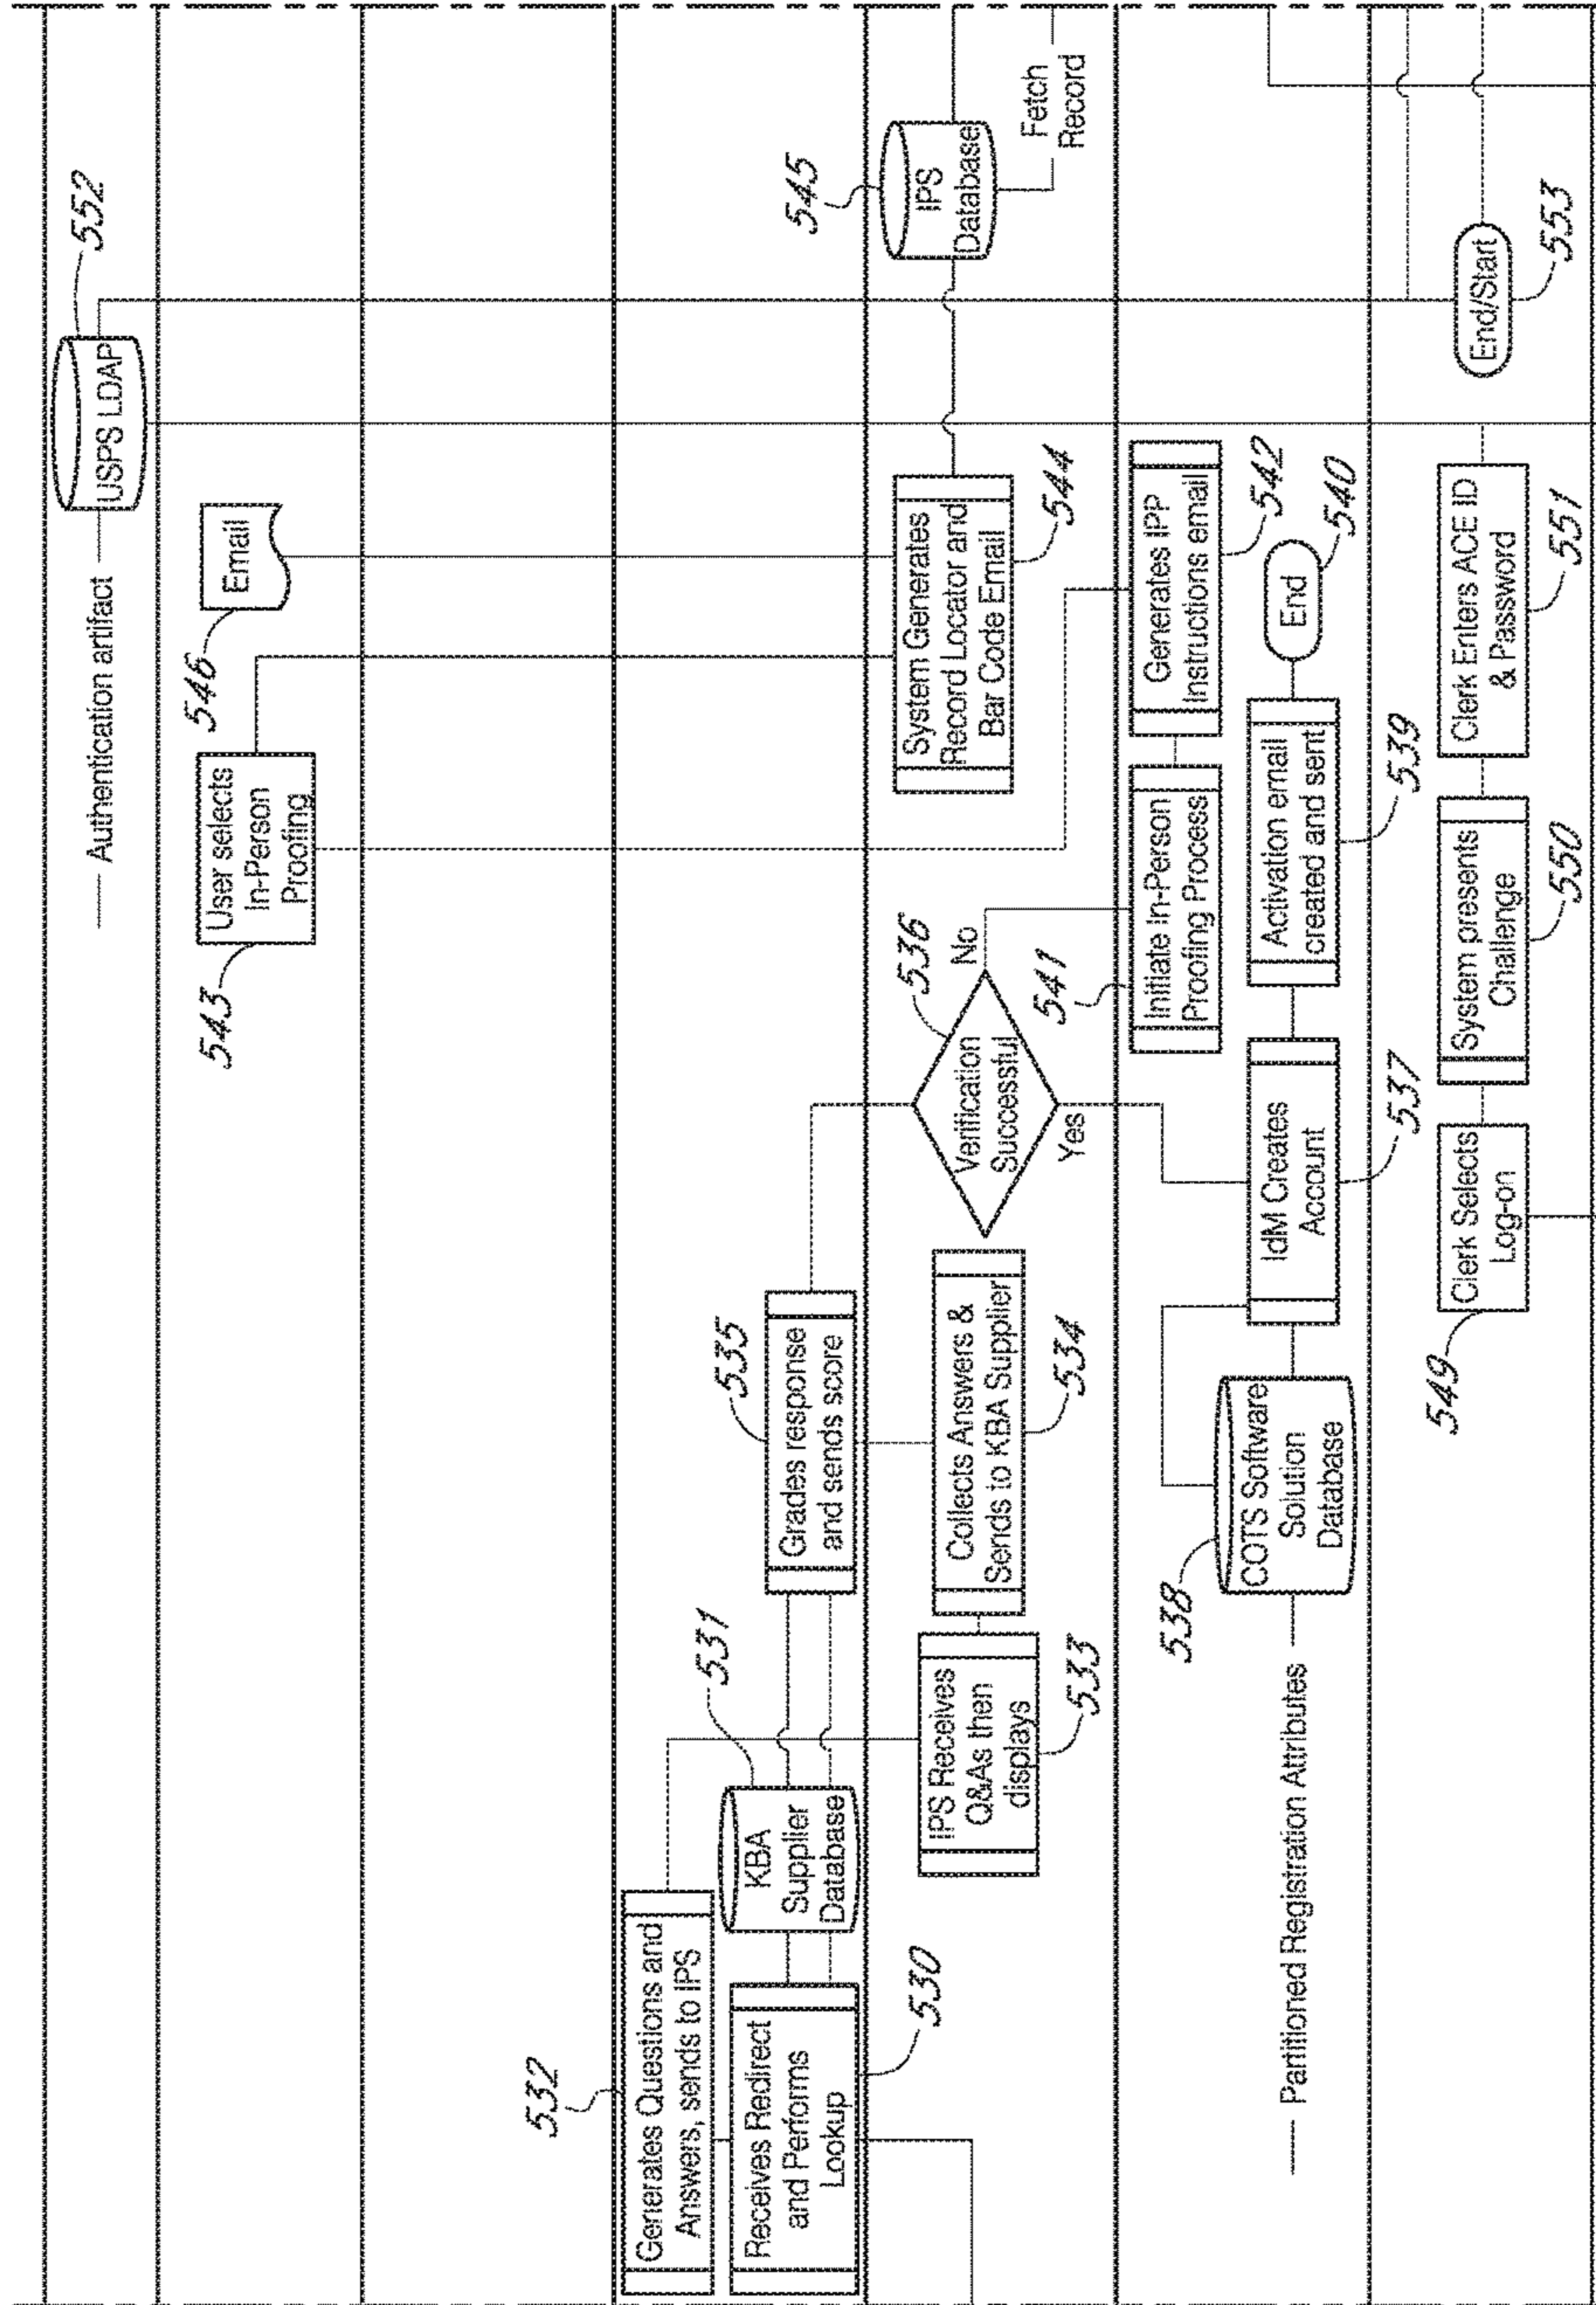 Authentication artifact
USPS LDAP
552
543
User selects
In-Person
Proofing
546
Email
532
Generates Questions and
Answers, sends to IPS
Receives Redirect
and Performs
Lookup
530
KBA
Supplier
Database
531
535
Grades response
and sends score
IPS Receives
Q&As then
displays
533
Collects Answers &
Sends to KBA Supplier
534
Verification
Successful
536
No
Yes
System Generates
Record Locator and
Bar Code Email
544
545
IPS
Database
Fetch
Record
541
Initiate In-Person
Proofing Process
Generates IPP
Instructions email
542
Partitioned Registration Attributes
538
COTS Software
Solution
Database
IdM Creates
Account
537
Activation email
created and sent
539
End
540
549
Clerk Selects
Log-on
System presents
Challenge
550
Clerk Enters ACE ID
& Password
551
End/Start
553